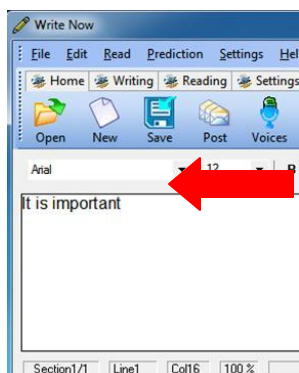 Write Now
File Edit Read Prediction Settings Hel
Home Writing Reading Settings
Open New Save Post Voices
Arial 12 B
It is important
Section1/1 Line1 Col16 100 %